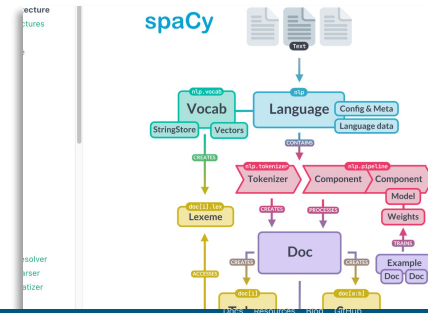 ecture
ctures
e
esolver
arser
atizer
spaCy
Text
nlp.vocab
Vocab
StringStore
Vectors
nlp
Language
Config & Meta
Language data
CREATES
CONTAINS
nlp.tokenizer
Tokenizer
nlp.pipeline
Component
Component
Model
Weights
doc[i].lex
Lexeme
CREATES
PROCESSES
TRAINS
Doc
Example
Doc
Doc
ACCESSES
CREATES
CREATES
doc[i]
doc[a:b]
Docs
Resources
Blog
GitHub